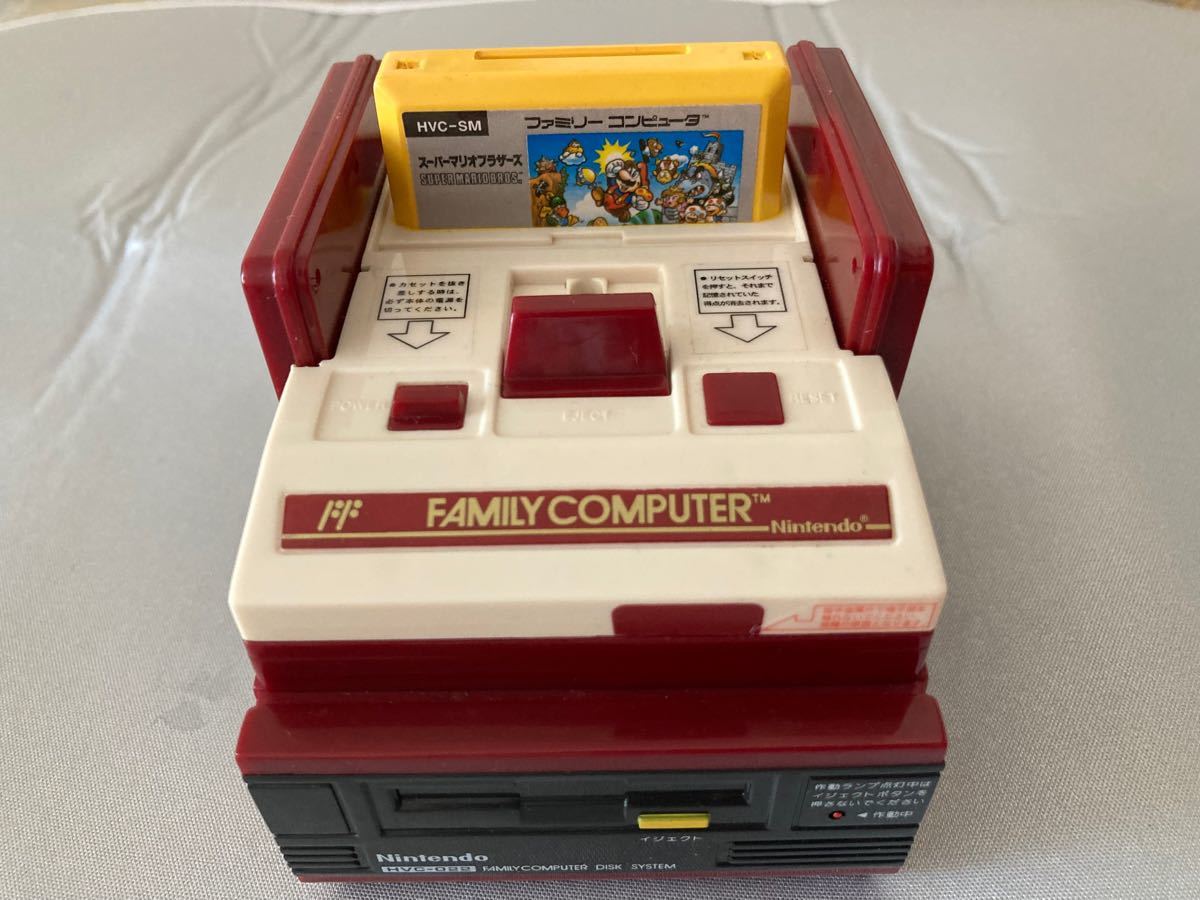 HVC-SM
ファミリー コンピュータ™
スーパーマリオブラザーズ
SUPER MARIO BROS.™
●カセットを抜き
差しする時は、
必ず本体の電源を
切ってください。
●リセットスイッチ
を押すと、それまで
記憶されていた
得点が消去されます。
POWER
EJECT
RESET
FAMILY COMPUTER™
Nintendo®
作動ランプ点灯中は
イジェクトボタンを
押さないでください
◀作動中
イジェクト
Nintendo
HVC-022 FAMILY COMPUTER DISK SYSTEM